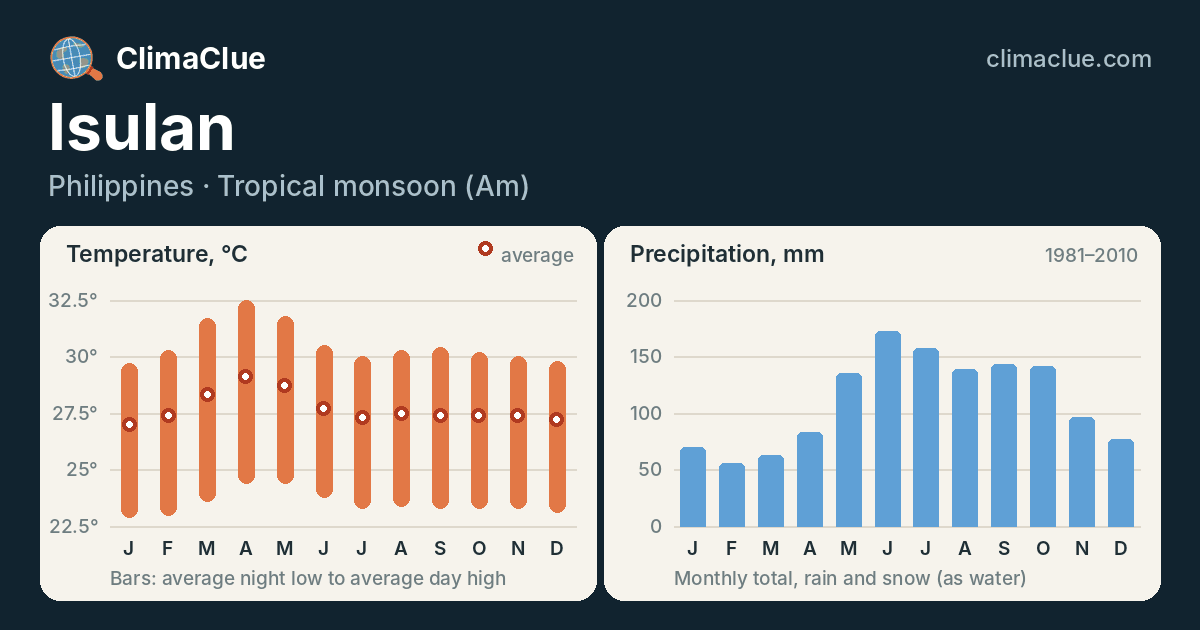 ClimaClue
climaclue.com
Isulan
Philippines · Tropical monsoon (Am)
Temperature, °C
average
32.5°
30°
27.5°
25°
22.5°
J F M A M J J A S O N D
Bars: average night low to average day high
Precipitation, mm
1981–2010
200
150
100
50
0
J F M A M J J A S O N D
Monthly total, rain and snow (as water)